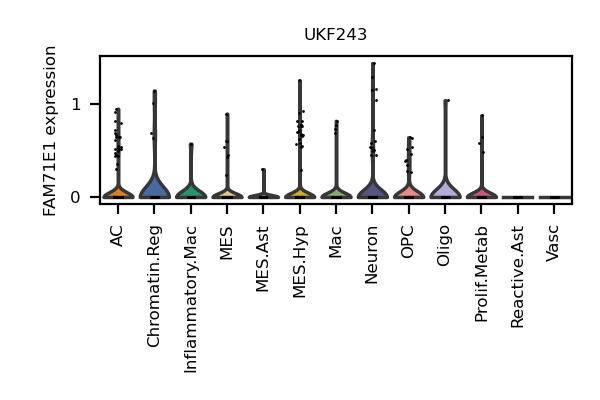 UKF243
FAM71E1 expression
1
0
AC
Chromatin.Reg
Inflammatory.Mac
MES
MES.Ast
MES.Hyp
Mac
Neuron
OPC
Oligo
Prolif.Metab
Reactive.Ast
Vasc